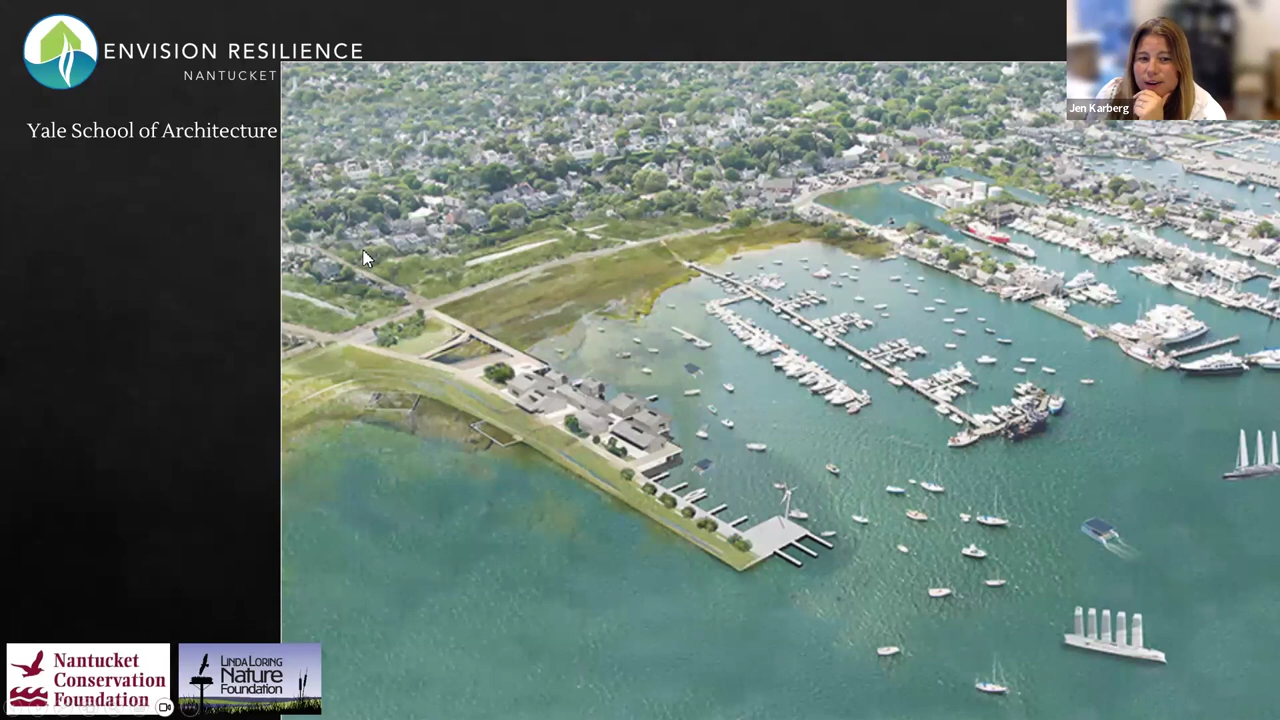 ENVISION RESILIENCE
NANTUCKET
Yale School of Architecture
Jen Karberg
Nantucket
Conservation
Foundation
LINDA LORING
Nature
Foundation